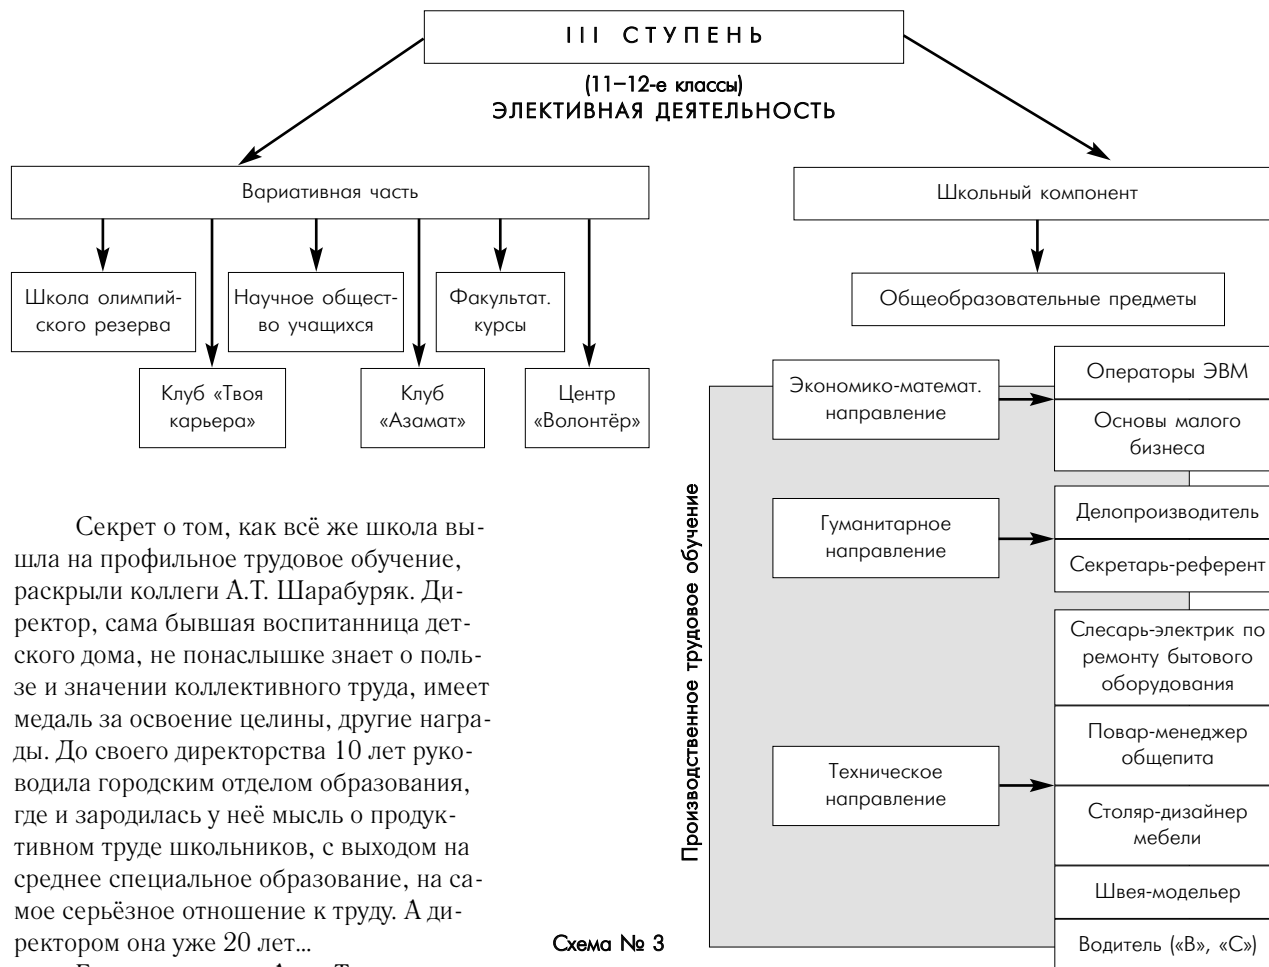 III СТУПЕНЬ
(11–12-е классы)
ЭЛЕКТИВНАЯ ДЕЯТЕЛЬНОСТЬ
Вариативная часть
Школа олимпий-
ского резерва
Научное общест-
во учащихся
Факультат.
курсы
Клуб «Твоя
карьера»
Клуб
«Азамат»
Центр
«Волонтёр»
Школьный компонент
Общеобразовательные предметы
Производственное трудовое обучение
Экономико-математ.
направление
Операторы ЭВМ
Основы малого
бизнеса
Гуманитарное
направление
Делопроизводитель
Секретарь-референт
Техническое
направление
Слесарь-электрик по
ремонту бытового
оборудования
Повар-менеджер
общепита
Столяр-дизайнер
мебели
Швея-модельер
Водитель («В», «С»)
Схема № 3
Секрет о том, как всё же школа вы-
шла на профильное трудовое обучение,
раскрыли коллеги А.Т. Шарабуряк. Ди-
ректор, сама бывшая воспитанница дет-
ского дома, не понаслышке знает о поль-
зе и значении коллективного труда, имеет
медаль за освоение целины, другие награ-
ды. До своего директорства 10 лет руко-
водила городским отделом образования,
где и зародилась у неё мысль о продук-
тивном труде школьников, с выходом на
среднее специальное образование, на са-
мое серьёзное отношение к труду. А ди-
ректором она уже 20 лет...